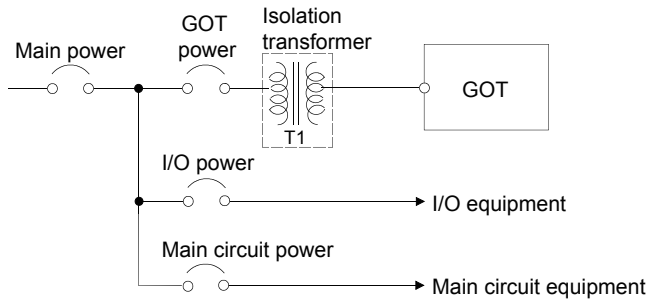 Main power
GOT
power
Isolation
transformer
T1
GOT
I/O power
I/O equipment
Main circuit power
Main circuit equipment